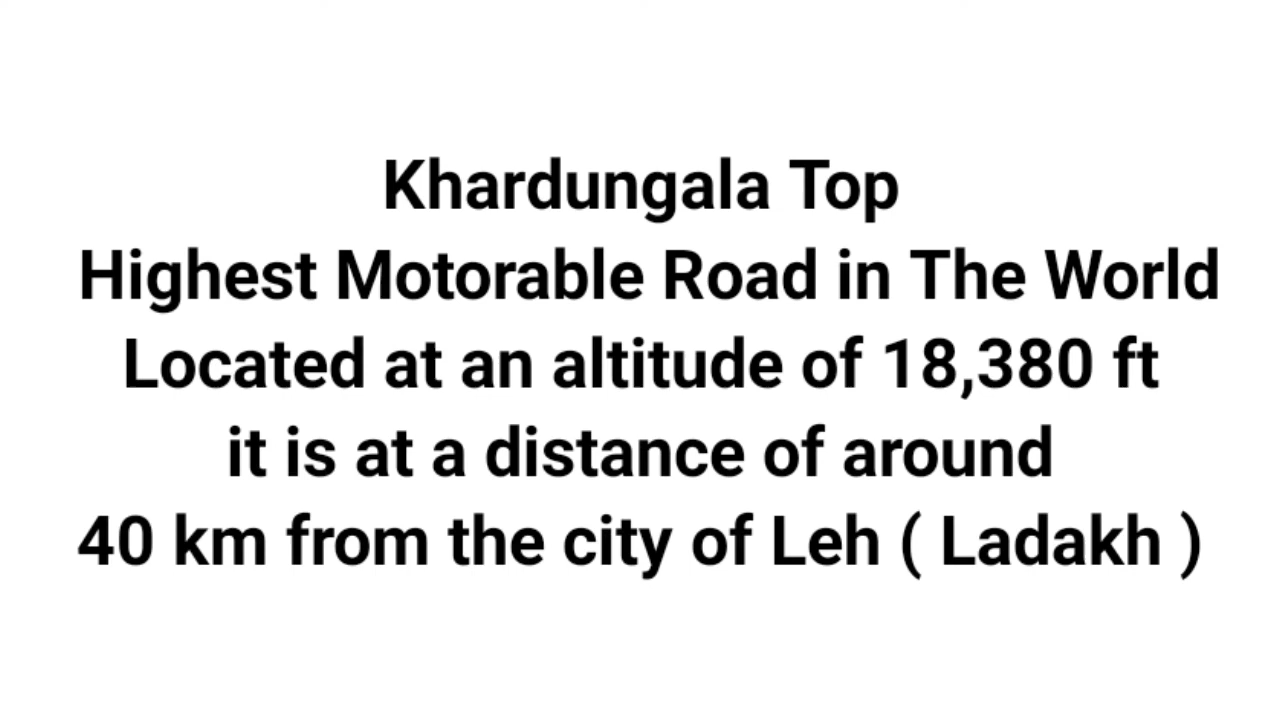 Khardungala Top
Highest Motorable Road in The World
Located at an altitude of 18,380 ft
it is at a distance of around
40 km from the city of Leh ( Ladakh )